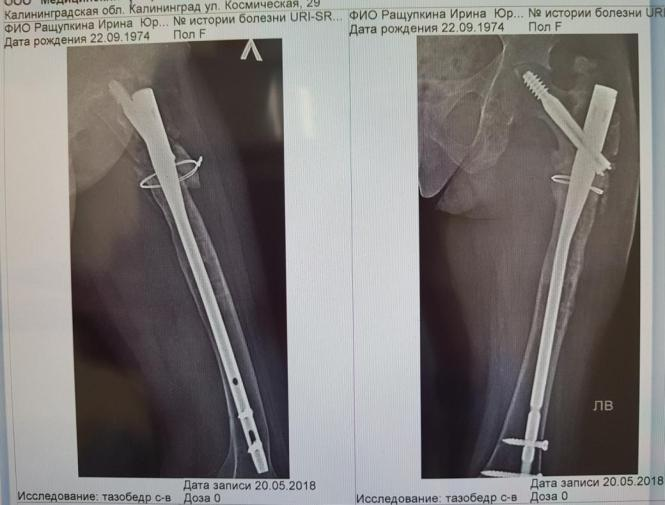 ООО
Калининградская обл. Калининград ул. Космическая, 29
ФИО Ращупкина Ирина Юр... № истории болезни URI-SR...
Дата рождения 22.09.1974 Пол F
ФИО Ращупкина Ирина Юр... № истории болезни URI
Дата рождения 22.09.1974 Пол F
Л
ЛВ
Дата записи 20.05.2018
Исследование: тазобедр с-в Доза 0
Дата записи 20.05.2018
Исследование: тазобедр с-в Доза 0